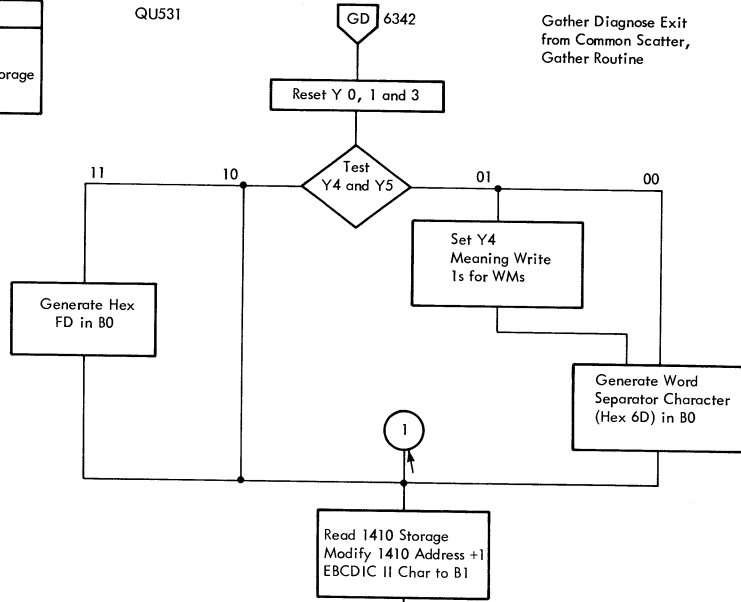 QU531
GD 6342
Gather Diagnose Exit
from Common Scatter,
Gather Routine
orage
Reset Y 0, 1 and 3
Test
Y4 and Y5
11
10
01
00
Set Y4
Meaning Write
1s for WMs
Generate Hex
FD in B0
Generate Word
Separator Character
(Hex 6D) in B0
1
Read 1410 Storage
Modify 1410 Address +1
EBCDIC II Char to B1